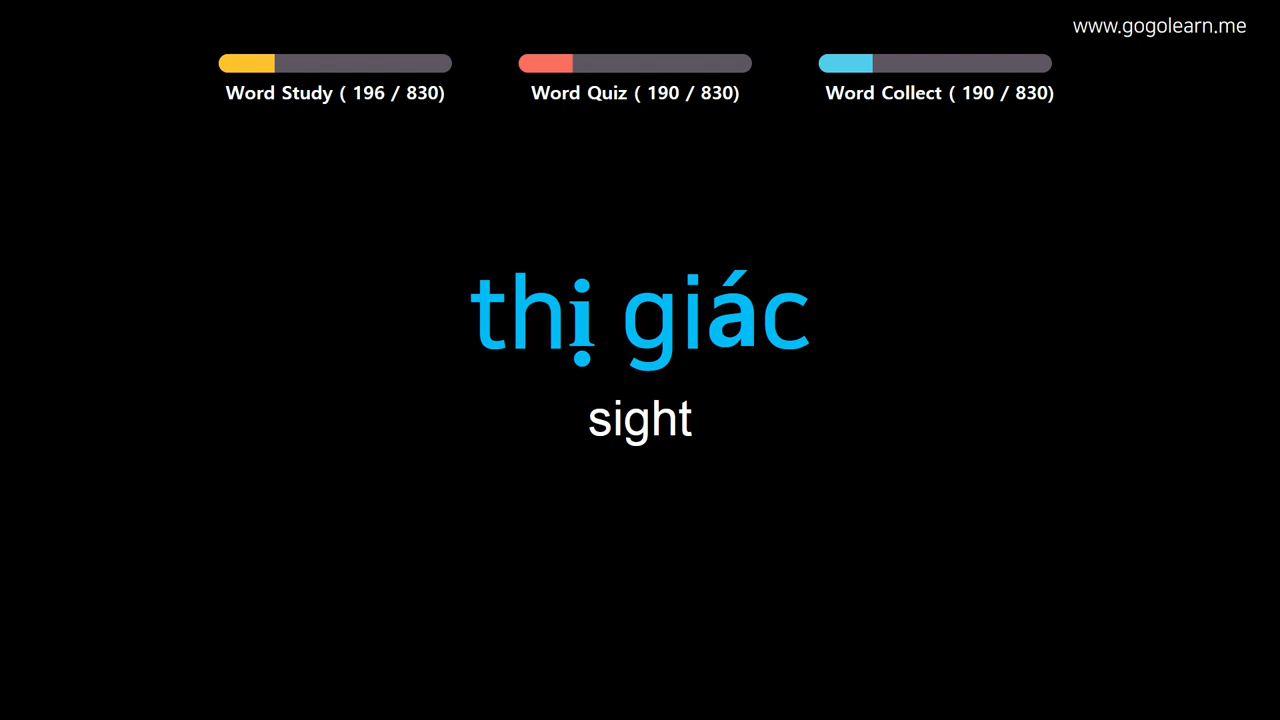 www.gogolearn.me
Word Study ( 196 / 830)
Word Quiz ( 190 / 830)
Word Collect ( 190 / 830)
thị giác
sight